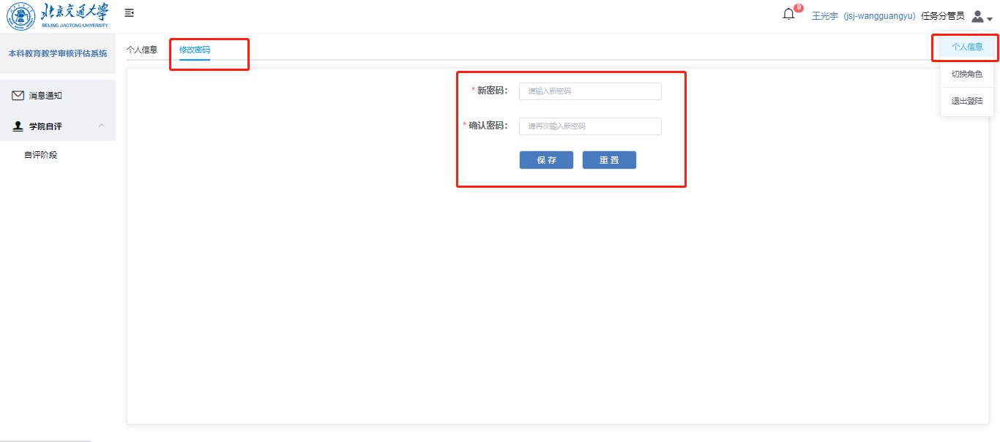 北京交通大学
BEIJING JIAOTONG UNIVERSITY
9
王光宇 (jsj-wangguangyu) 任务分管员
本科教育教学审核评估系统
消息通知
学院自评
自评阶段
个人信息 修改密码
* 新密码: 请输入新密码
* 确认密码: 请再次输入新密码
保 存 重 置
个人信息
切换角色
退出登陆